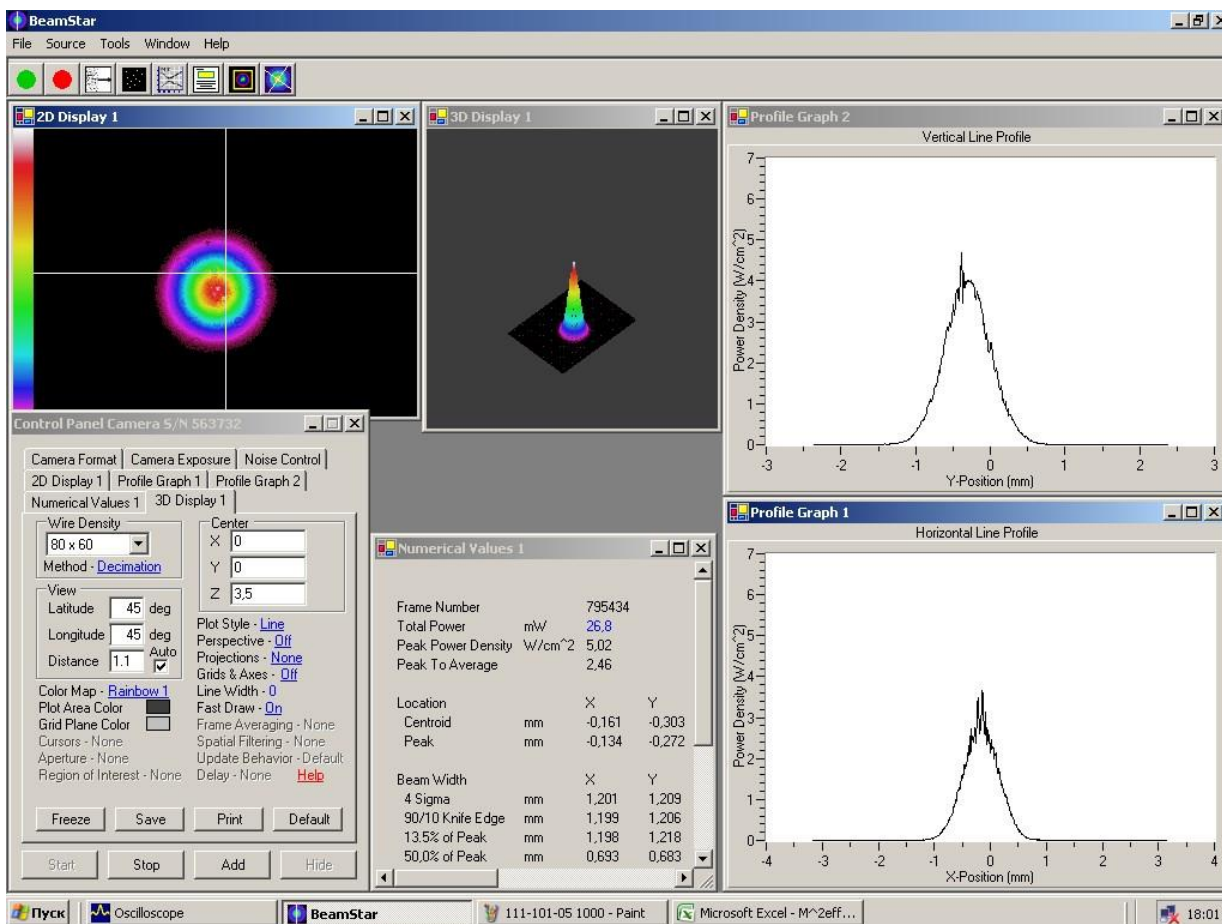 BeamStar
File Source Tools Window Help
2D Display 1
3D Display 1
Profile Graph 2
Vertical Line Profile
Power Density (W/cm^2)
7
6
5
4
3
2
1
0
-3 -2 -1 0 1 2 3
Y-Position (mm)
Control Panel Camera S/N 563732
Camera Format Camera Exposure Noise Control
2D Display 1 Profile Graph 1 Profile Graph 2
Numerical Values 1 3D Display 1
Wire Density
80 x 60
Method - Decimation
View
Latitude 45 deg
Longitude 45 deg
Distance 1.1 Auto
Color Map - Rainbow 1
Plot Area Color
Grid Plane Color
Cursors - None
Aperture - None
Region of Interest - None
Center
X 0
Y 0
Z 3,5
Plot Style - Line
Perspective - Off
Projections - None
Grids & Axes - Off
Line Width - 0
Fast Draw - On
Frame Averaging - None
Spatial Filtering - None
Update Behavior - Default
Delay - None Help
Freeze Save Print Default
Start Stop Add Hide
Numerical Values 1
Frame Number 795434
Total Power mW 26,8
Peak Power Density W/cm^2 5,02
Peak To Average 2,46
Location X Y
Centroid mm -0,161 -0,303
Peak mm -0,134 -0,272
Beam Width X Y
4 Sigma mm 1,201 1,209
90/10 Knife Edge mm 1,199 1,206
13.5% of Peak mm 1,198 1,218
50,0% of Peak mm 0,693 0,683
Profile Graph 1
Horizontal Line Profile
Power Density (W/cm^2)
7
6
5
4
3
2
1
0
-4 -3 -2 -1 0 1 2 3 4
X-Position (mm)
Пуск Oscilloscope BeamStar 111-101-05 1000 - Paint Microsoft Excel - M^2eff... 18:01